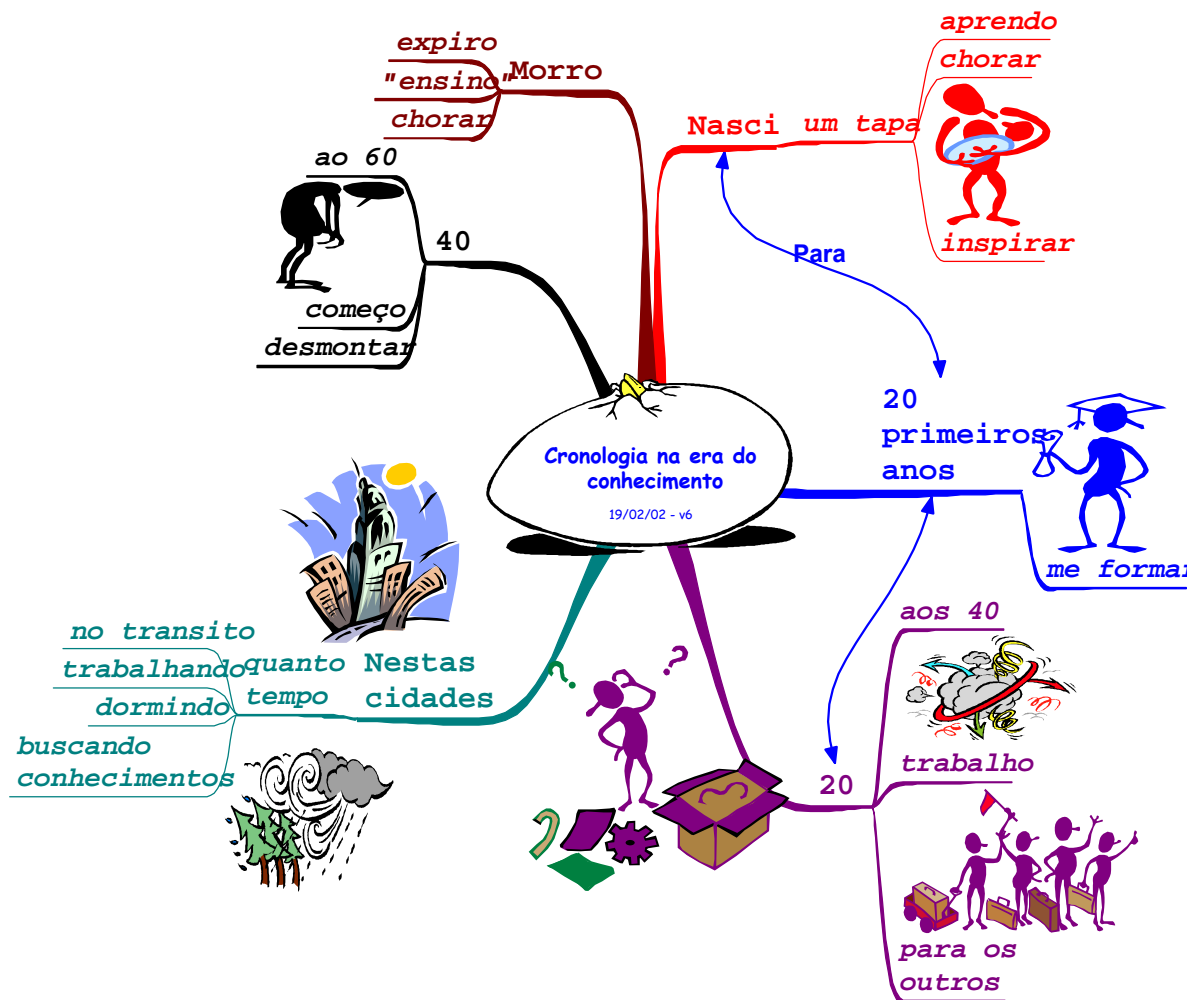 Cronologia na era do
conhecimento
19/02/02 - v6
Nasci
um tapa
aprendo
chorar
inspirar
Para
20
primeiros
anos
me formar
20
aos 40
trabalho
para os
outros
Nestas
cidades
quanto
tempo
no transito
trabalhando
dormindo
buscando
conhecimentos
40
ao 60
começo
desmontar
Morro
expiro
"ensino"
chorar